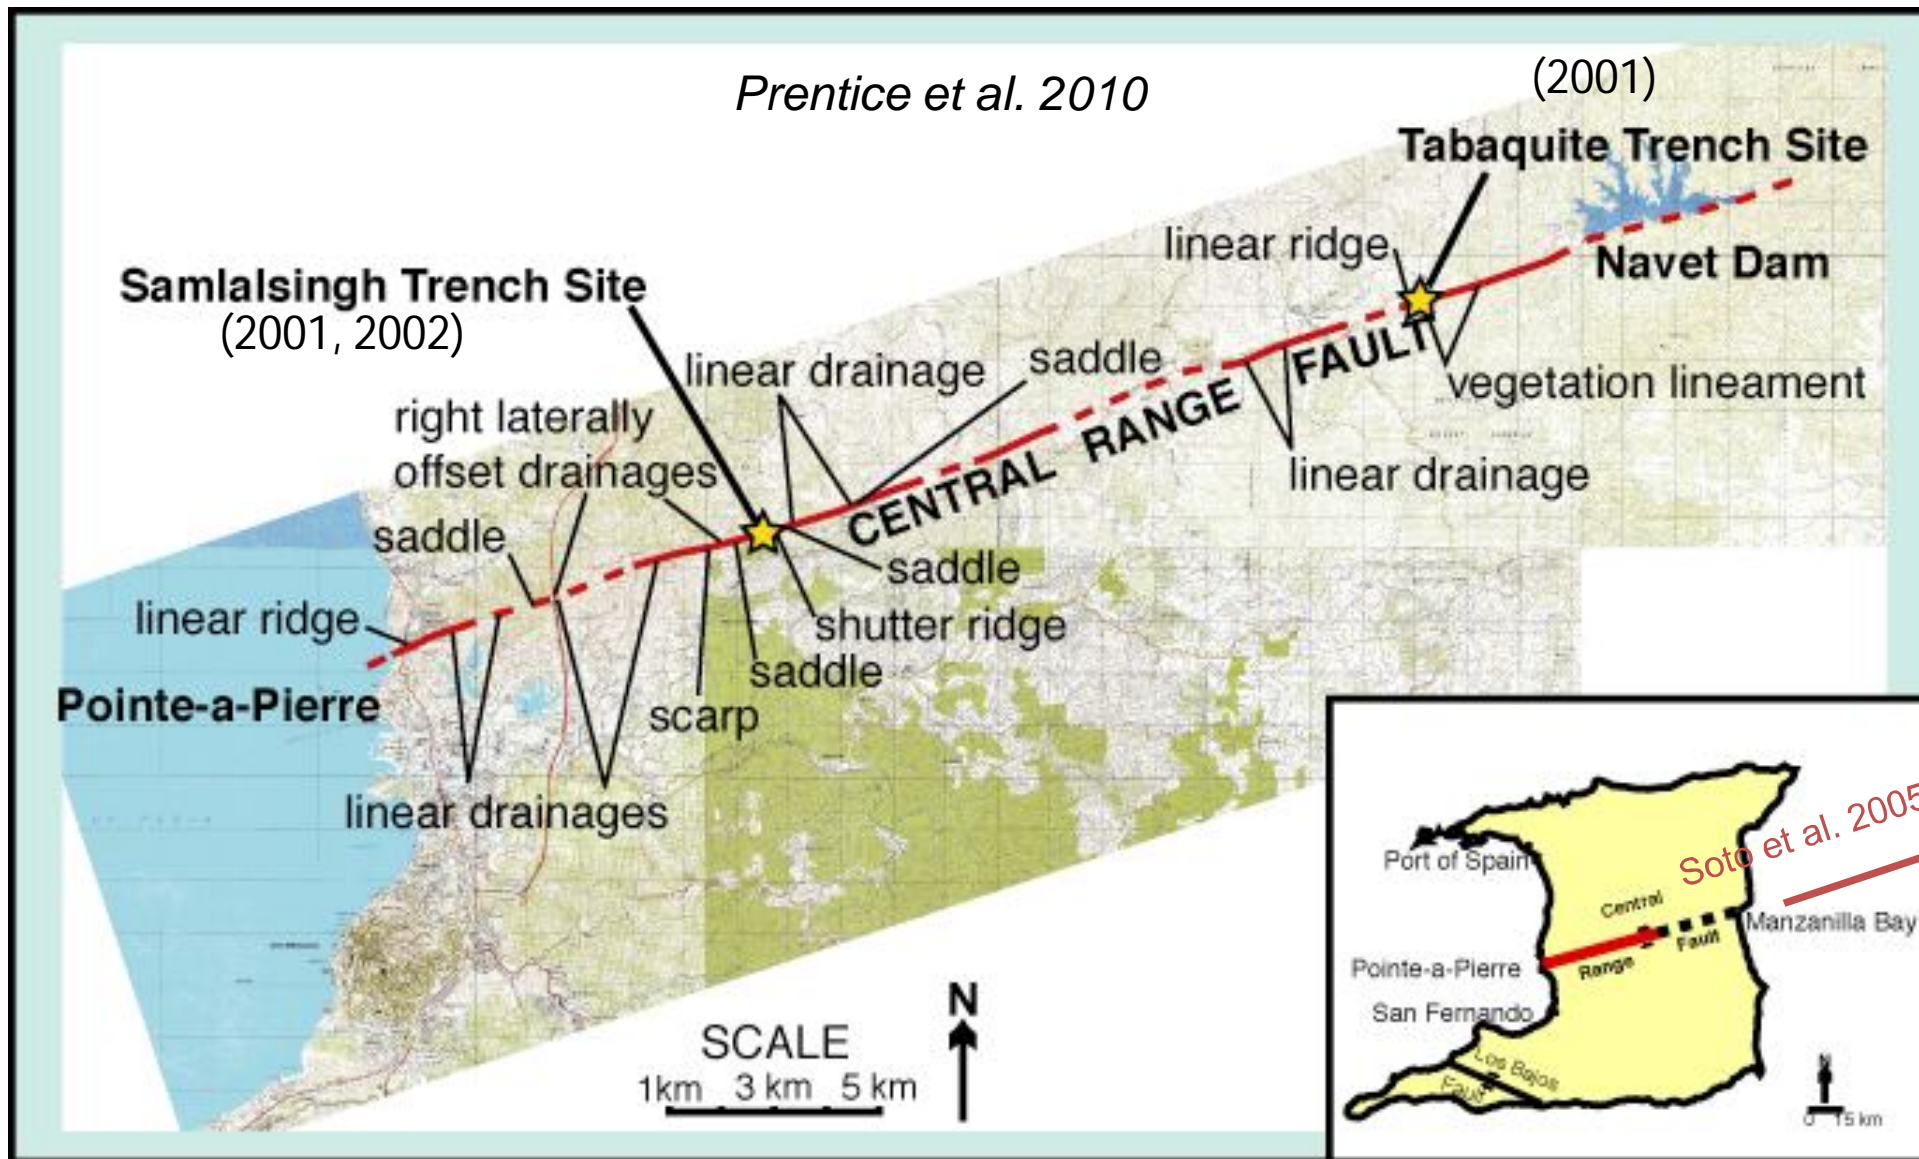 Prentice et al. 2010
(2001)
Tabaquite Trench Site
linear ridge
Navet Dam
Samlalsingh Trench Site
(2001, 2002)
linear drainage
saddle
vegetation lineament
right laterally
offset drainages
CENTRAL RANGE FAULT
linear drainage
saddle
saddle
linear ridge
shutter ridge
saddle
Pointe-a-Pierre
scarp
linear drainages
SCALE
1km 3 km 5 km
N
Port of Spain
Soto et al. 2005
Central
Range
Fault
Manzanilla Bay
Pointe-a-Pierre
San Fernando
Los Bajos
Fault
N
0 15 km